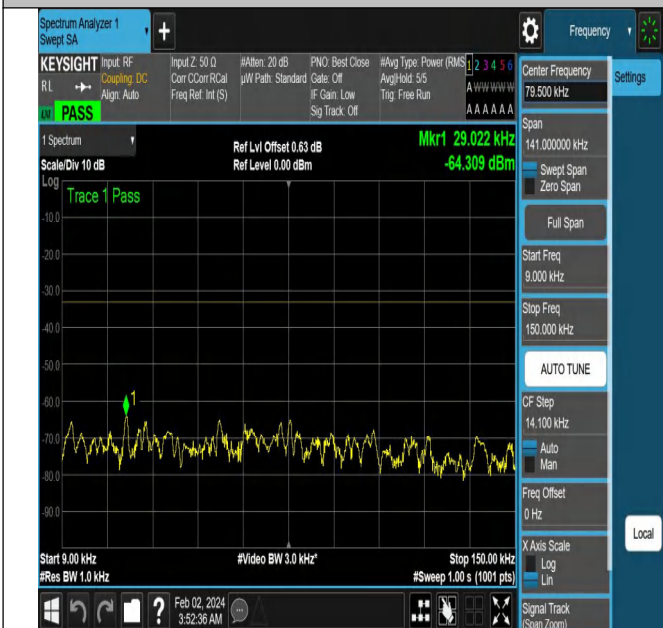 Spectrum Analyzer 1
Swept SA
+
Frequency
KEYSIGHT
Input: RF
Coupling: DC
Align: Auto
Input Z: 50 Ω
Corr CCorr RCal
Freq Ref: Int (S)
#Atten: 20 dB
µW Path: Standard
PNO: Best Close
Gate: Off
IF Gain: Low
Sig Track: Off
#Avg Type: Power (RMS
Avg|Hold: 5/5
Trig: Free Run
1 2 3 4 5 6
A W W W W W
A A A A A A
RL
PASS
1 Spectrum
Scale/Div 10 dB
Log
Ref Lvl Offset 0.63 dB
Ref Level 0.00 dBm
Mkr1 29.022 kHz
-64.309 dBm
Trace 1 Pass
-10.0
-20.0
-30.0
-40.0
-50.0
-60.0
-70.0
-80.0
-90.0
1
Start 9.00 kHz
#Res BW 1.0 kHz
#Video BW 3.0 kHz*
Stop 150.00 kHz
#Sweep 1.00 s (1001 pts)
Center Frequency
79.500 kHz
Settings
Span
141.000000 kHz
Swept Span
Zero Span
Full Span
Start Freq
9.000 kHz
Stop Freq
150.000 kHz
AUTO TUNE
CF Step
14.100 kHz
Auto
Man
Freq Offset
0 Hz
X Axis Scale
Log
Lin
Signal Track
(Span Zoom)
Local
?
Feb 02, 2024
3:52:36 AM